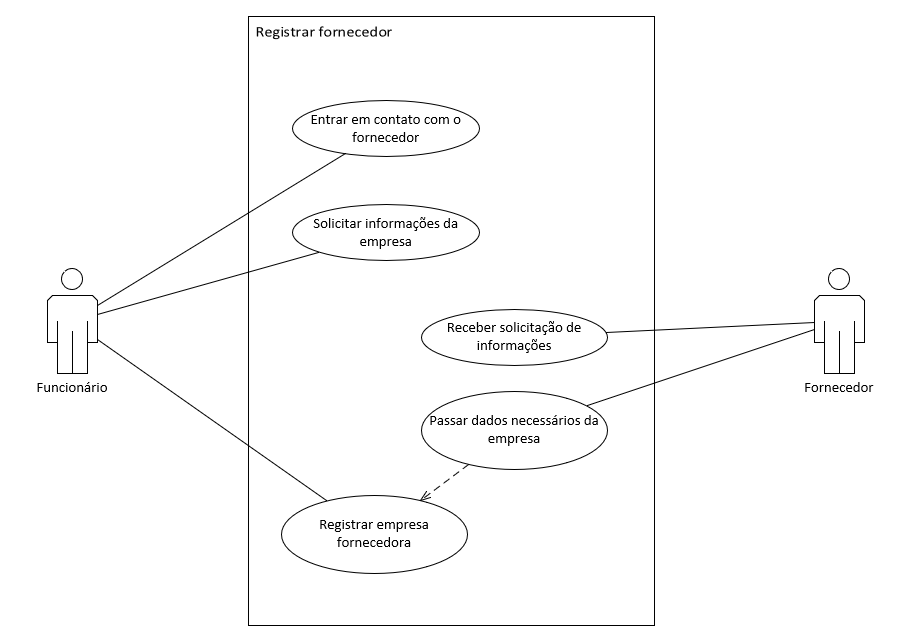 Registrar fornecedor
Entrar em contato com o
fornecedor
Solicitar informações da
empresa
Receber solicitação de
informações
Funcionário
Fornecedor
Passar dados necessários da
empresa
Registrar empresa
fornecedora